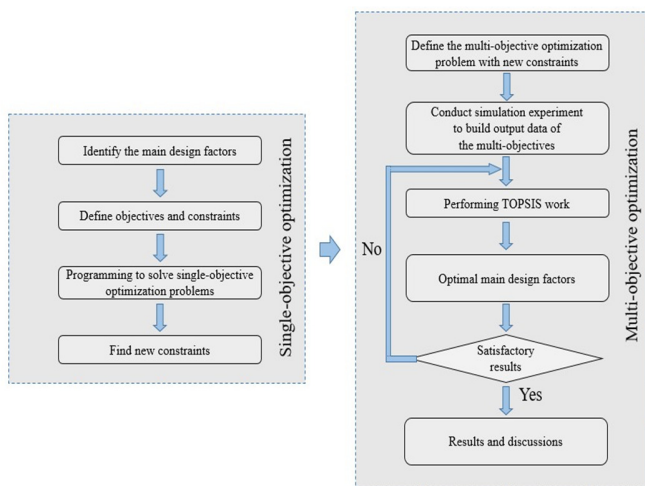 Identify the main design factors
Define objectives and constraints
Programming to solve single-objective
optimization problems
Find new constraints
Single-objective optimization
Define the multi-objective optimization
problem with new constraints
Conduct simulation experiment
to build output data of
the multi-objectives
Performing TOPSIS work
Optimal main design factors
Satisfactory
results
No
Yes
Results and discussions
Multi-objective optimization